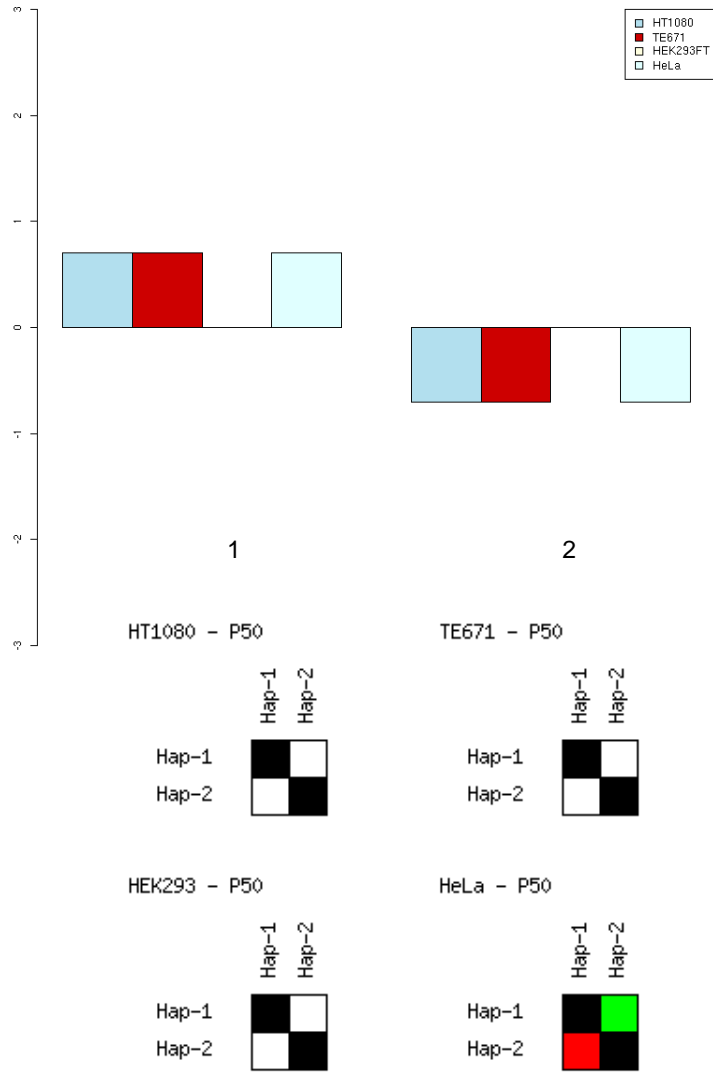 3
2
1
0
-1
-2
-3
HT1080
TE671
HEK293FT
HeLa
1 2
HT1080 – P50 TE671 – P50
Hap-1 Hap-2 Hap-1 Hap-2
Hap-1 Hap-1
Hap-2 Hap-2
HEK293 – P50 HeLa – P50
Hap-1 Hap-2 Hap-1 Hap-2
Hap-1 Hap-1
Hap-2 Hap-2